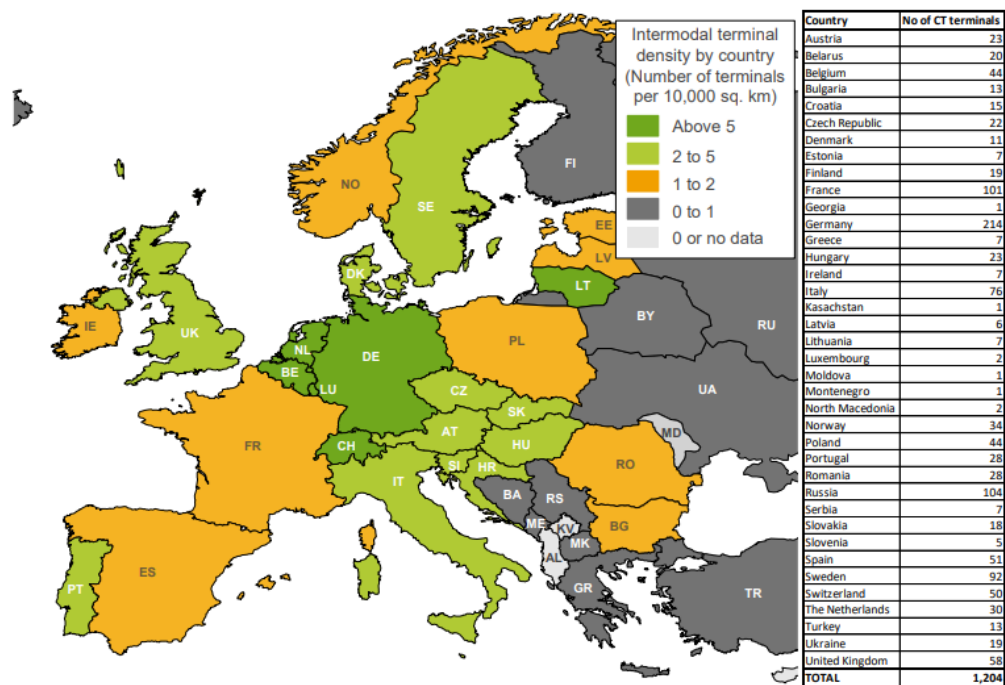 Intermodal terminal
density by country
(Number of terminals
per 10,000 sq. km)
Above 5
2 to 5
1 to 2
0 to 1
0 or no data
NO
SE
FI
EE
LV
LT
DK
IE
UK
NL
BE
LU
DE
PL
BY
RU
UA
CZ
SK
MD
FR
CH
AT
HU
SI
HR
IT
RO
BA
RS
ME
KV
MK
AL
BG
GR
TR
PT
ES
Country No of CT terminals
Austria 23
Belarus 20
Belgium 44
Bulgaria 13
Croatia 15
Czech Republic 22
Denmark 11
Estonia 7
Finland 19
France 101
Georgia 1
Germany 214
Greece 7
Hungary 23
Ireland 7
Italy 76
Kasachstan 1
Latvia 6
Lithuania 7
Luxembourg 2
Moldova 1
Montenegro 1
North Macedonia 2
Norway 34
Poland 44
Portugal 28
Romania 28
Russia 104
Serbia 7
Slovakia 18
Slovenia 5
Spain 51
Sweden 92
Switzerland 50
The Netherlands 30
Turkey 13
Ukraine 19
United Kingdom 58
TOTAL 1,204